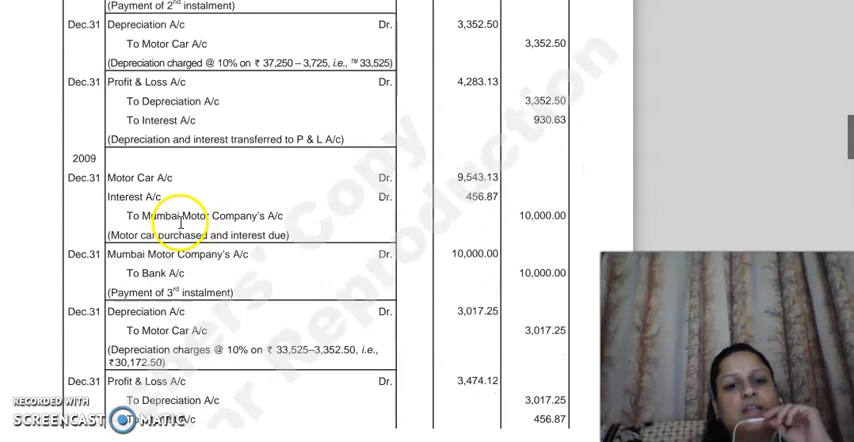 (Payment of 2nd instalment)
Dec.31 Depreciation A/c Dr. 3,352.50
To Motor Car A/c 3,352.50
(Depreciation charged @ 10% on ₹ 37,250 – 3,725, i.e., ™ 33,525)
Dec.31 Profit & Loss A/c Dr. 4,283.13
To Depreciation A/c 3,352.50
To Interest A/c 930.63
(Depreciation and interest transferred to P & L A/c)
2009
Dec.31 Motor Car A/c Dr. 9,543.13
Interest A/c Dr. 456.87
To Mumbai Motor Company's A/c 10,000.00
(Motor car purchased and interest due)
Dec.31 Mumbai Motor Company's A/c Dr. 10,000.00
To Bank A/c 10,000.00
(Payment of 3rd instalment)
Dec.31 Depreciation A/c Dr. 3,017.25
To Motor Car A/c 3,017.25
(Depreciation charges @ 10% on ₹ 33,525–3,352.50, i.e.,
₹30,172.50)
Dec.31 Profit & Loss A/c Dr. 3,474.12
To Depreciation A/c 3,017.25
A/c 456.87
RECORDED WITH
SCREENCAST MATIC
Copy
Reproduction